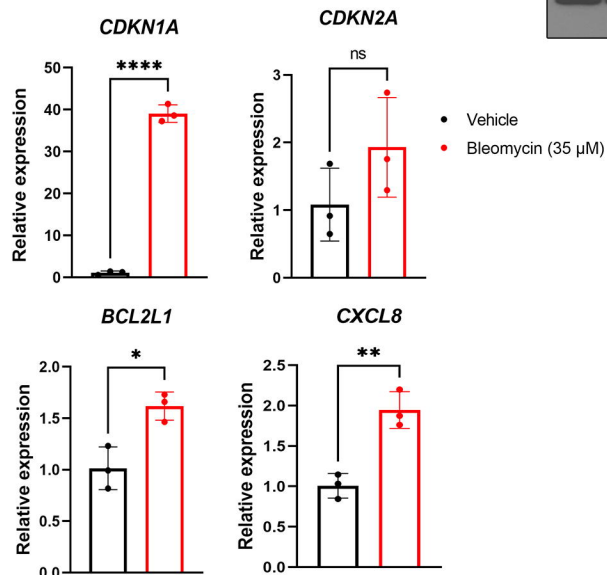 CDKN1A
****
50
40
30
20
10
0
Relative expression
CDKN2A
ns
3
2
1
0
Relative expression
Vehicle
Bleomycin (35 µM)
BCL2L1
*
2.0
1.5
1.0
0.5
0.0
Relative expression
CXCL8
**
2.5
2.0
1.5
1.0
0.5
0.0
Relative expression